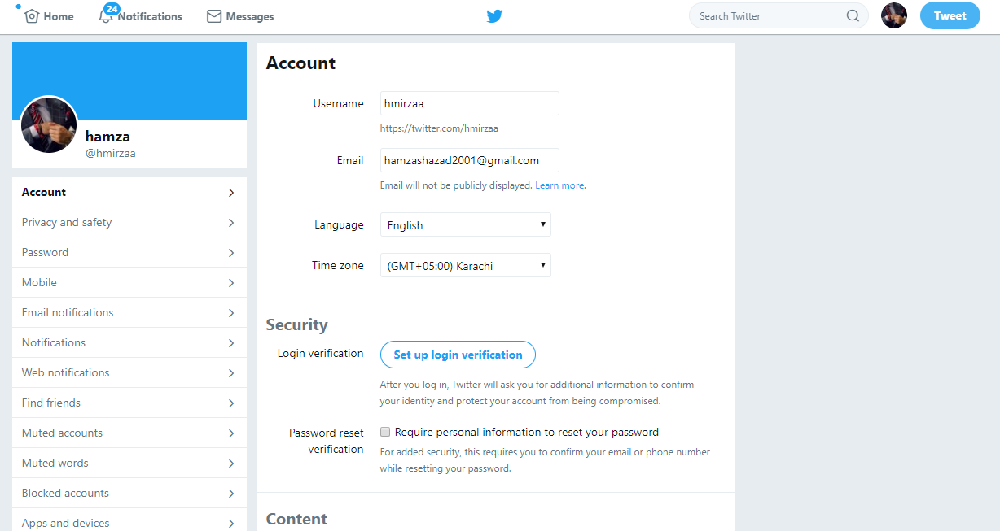 Home
24
Notifications
Messages
Search Twitter
Tweet
hamza
@hmirzaa
Account
Privacy and safety
Password
Mobile
Email notifications
Notifications
Web notifications
Find friends
Muted accounts
Muted words
Blocked accounts
Apps and devices
Account
Username
hmirzaa
https://twitter.com/hmirzaa
Email
hamzashazad2001@gmail.com
Email will not be publicly displayed. Learn more.
Language
English
Time zone
(GMT+05:00) Karachi
Security
Login verification
Set up login verification
After you log in, Twitter will ask you for additional information to confirm
your identity and protect your account from being compromised.
Password reset
verification
Require personal information to reset your password
For added security, this requires you to confirm your email or phone number
while resetting your password.
Content